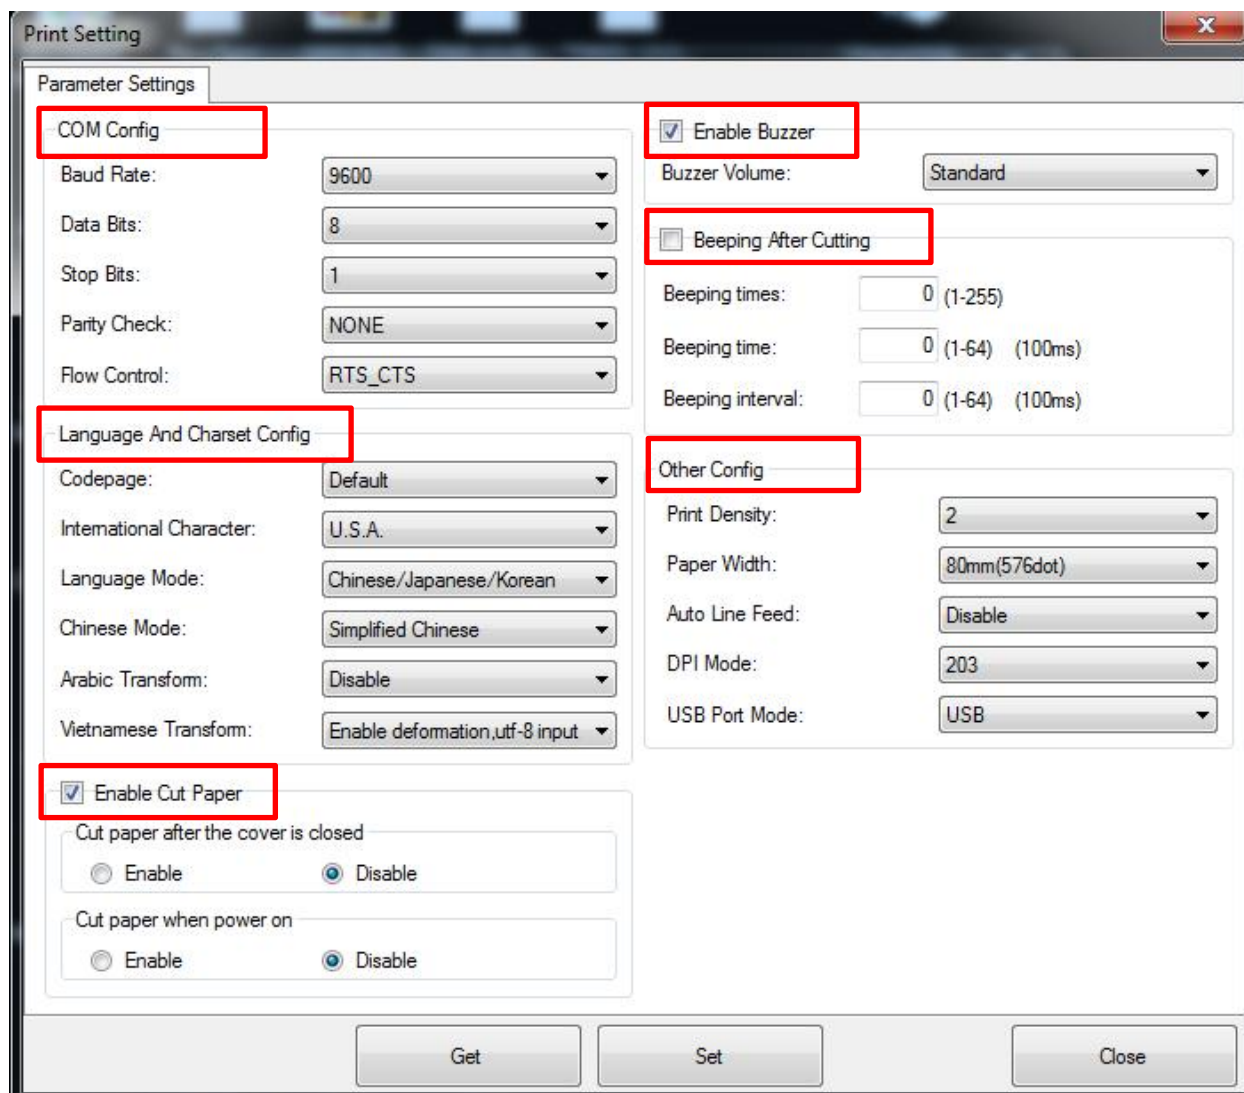 Print Setting
Parameter Settings
COM Config
Baud Rate: 9600
Data Bits: 8
Stop Bits: 1
Parity Check: NONE
Flow Control: RTS_CTS
Language And Charset Config
Codepage: Default
International Character: U.S.A.
Language Mode: Chinese/Japanese/Korean
Chinese Mode: Simplified Chinese
Arabic Transform: Disable
Vietnamese Transform: Enable deformation,utf-8 input
Enable Cut Paper
Cut paper after the cover is closed
Enable Disable
Cut paper when power on
Enable Disable
Enable Buzzer
Buzzer Volume: Standard
Beeping After Cutting
Beeping times: 0 (1-255)
Beeping time: 0 (1-64) (100ms)
Beeping interval: 0 (1-64) (100ms)
Other Config
Print Density: 2
Paper Width: 80mm(576dot)
Auto Line Feed: Disable
DPI Mode: 203
USB Port Mode: USB
Get Set Close